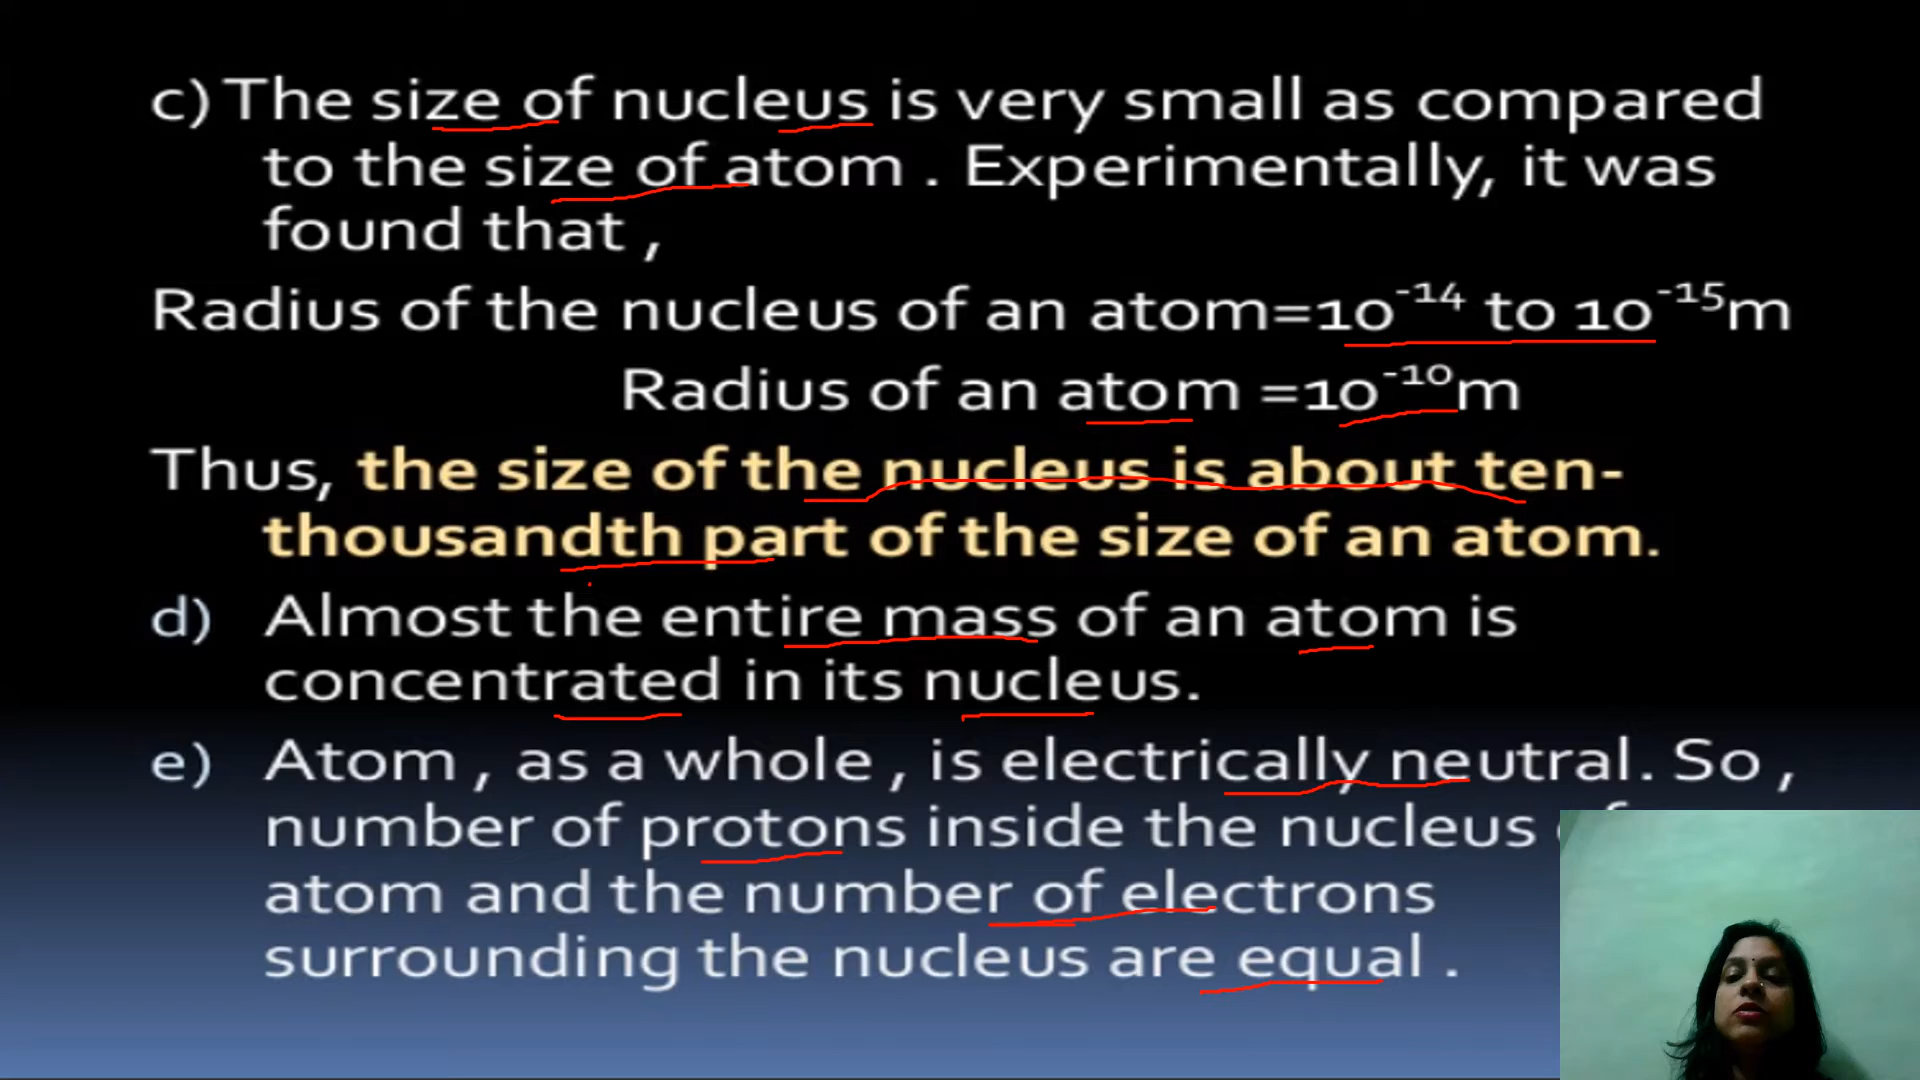 c) The size of nucleus is very small as compared
to the size of atom . Experimentally, it was
found that ,
Radius of the nucleus of an atom=10⁻¹⁴ to 10⁻¹⁵m
Radius of an atom =10⁻¹⁰m
Thus, the size of the nucleus is about ten-
thousandth part of the size of an atom.
d) Almost the entire mass of an atom is
concentrated in its nucleus.
e) Atom , as a whole , is electrically neutral. So ,
number of protons inside the nucleus
atom and the number of electrons
surrounding the nucleus are equal .